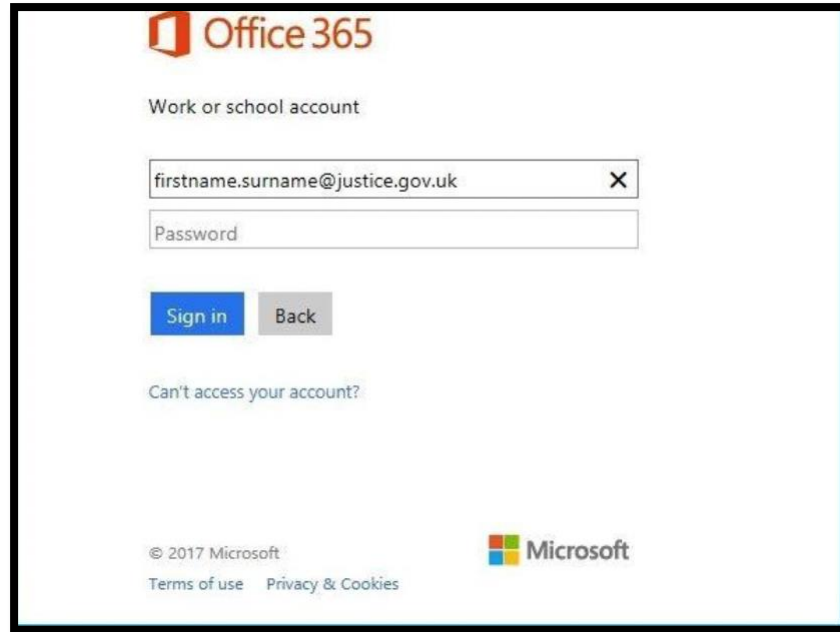 Office 365
Work or school account
firstname.surname@justice.gov.uk
Password
Sign in Back
Can't access your account?
© 2017 Microsoft Microsoft
Terms of use Privacy & Cookies